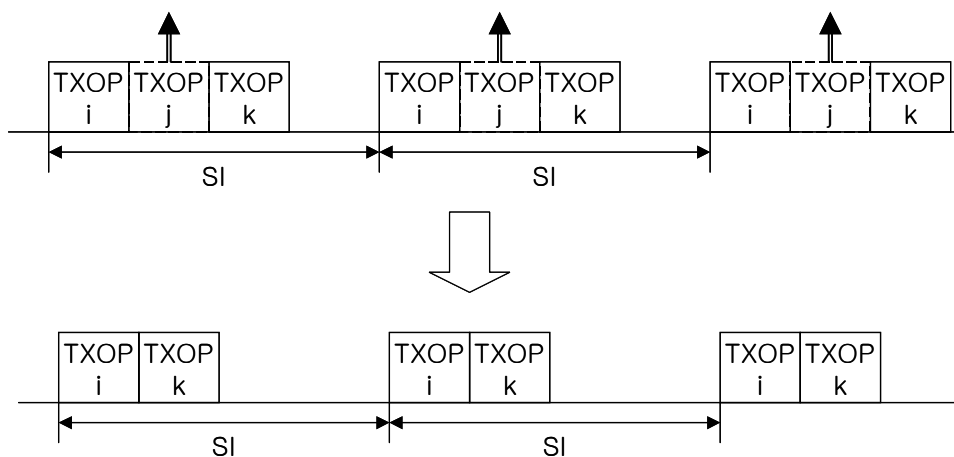 TXOP TXOP TXOP TXOP TXOP TXOP TXOP TXOP TXOP
i j k i j k i j k
SI SI
TXOP TXOP TXOP TXOP TXOP TXOP
i k i k i k
SI SI